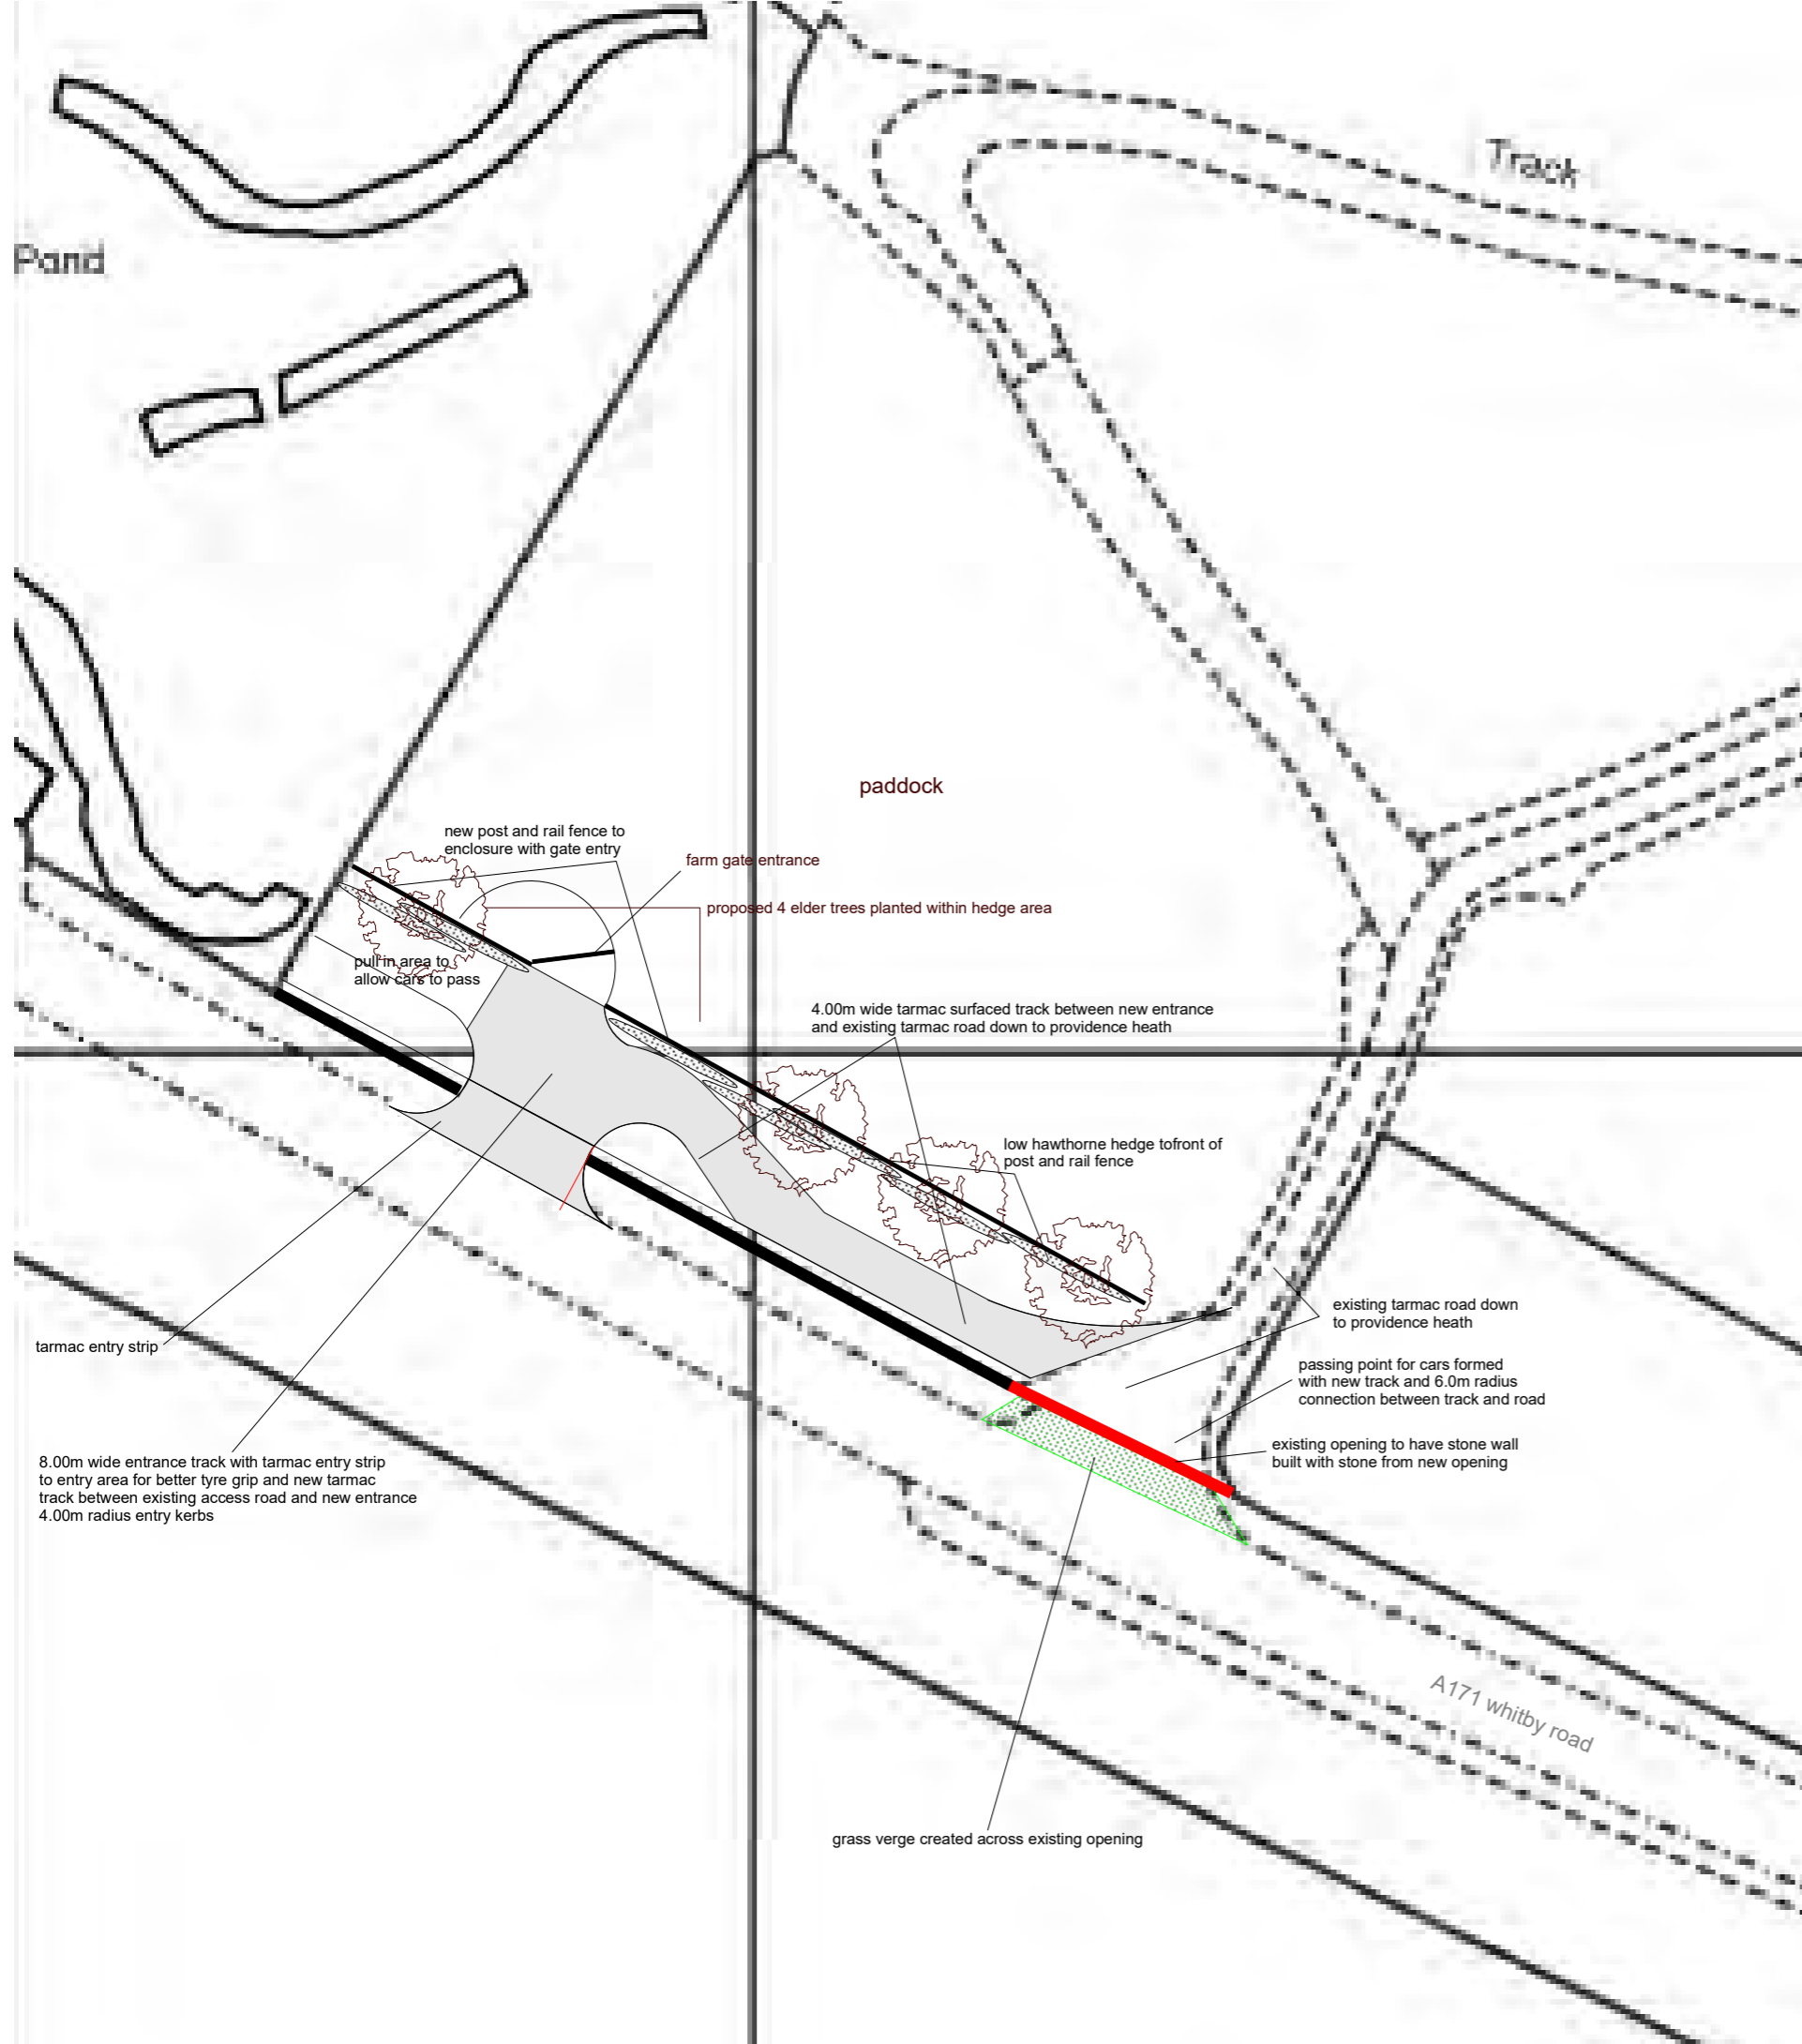 Track
Pond
paddock
new post and rail fence to
enclosure with gate entry
farm gate entrance
proposed 4 elder trees planted within hedge area
pull in area to
allow cars to pass
4.00m wide tarmac surfaced track between new entrance
and existing tarmac road down to providence heath
low hawthorne hedge tofront of
post and rail fence
existing tarmac road down
to providence heath
tarmac entry strip
passing point for cars formed
with new track and 6.0m radius
connection between track and road
existing opening to have stone wall
built with stone from new opening
8.00m wide entrance track with tarmac entry strip
to entry area for better tyre grip and new tarmac
track between existing access road and new entrance
4.00m radius entry kerbs
A171 whitby road
grass verge created across existing opening